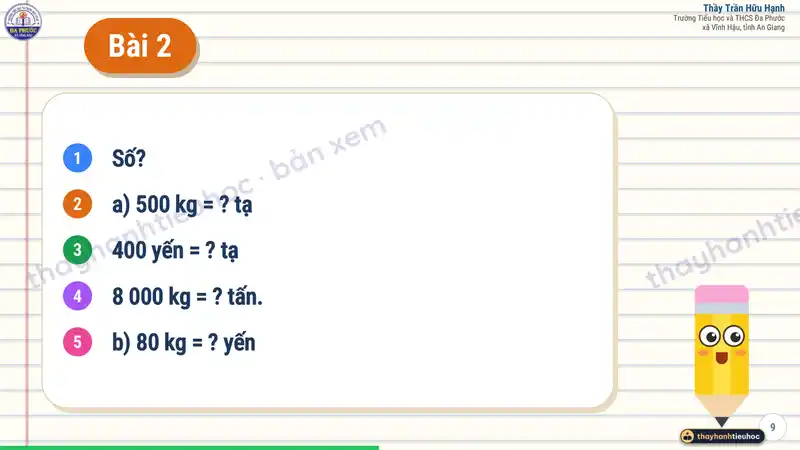 Thầy Trần Hữu Hạnh
Trường Tiểu học và THCS Đa Phước
xã Vĩnh Hậu, tỉnh An Giang
ĐA PHƯỚC
Bài 2
1 Số?
2 a) 500 kg = ? tạ
3 400 yến = ? tạ
4 8 000 kg = ? tấn.
5 b) 80 kg = ? yến
thayhanhtieuhoc · bản xem
thayhanhtieuhoc
9